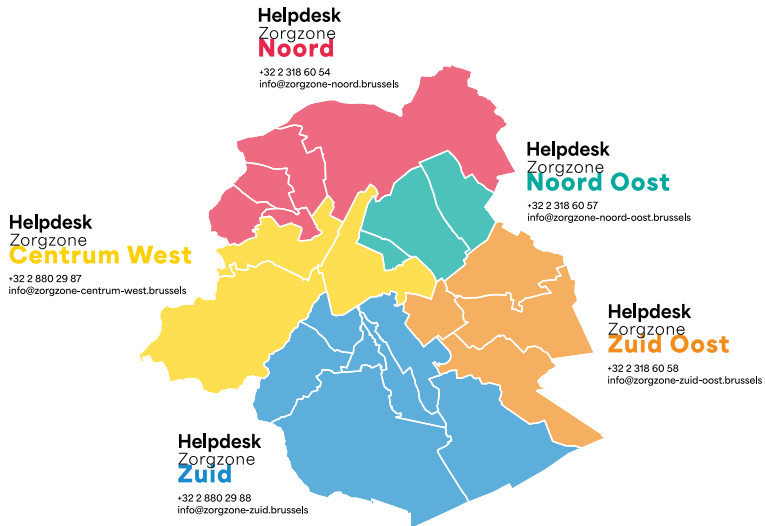 Helpdesk
Zorgzone
Noord
+32 2 318 60 54
info@zorgzone-noord.brussels
Helpdesk
Zorgzone
Noord Oost
+32 2 318 60 57
info@zorgzone-noord-oost.brussels
Helpdesk
Zorgzone
Centrum West
+32 2 880 29 87
info@zorgzone-centrum-west.brussels
Helpdesk
Zorgzone
Zuid Oost
+32 2 318 60 58
info@zorgzone-zuid-oost.brussels
Helpdesk
Zorgzone
Zuid
+32 2 880 29 88
info@zorgzone-zuid.brussels